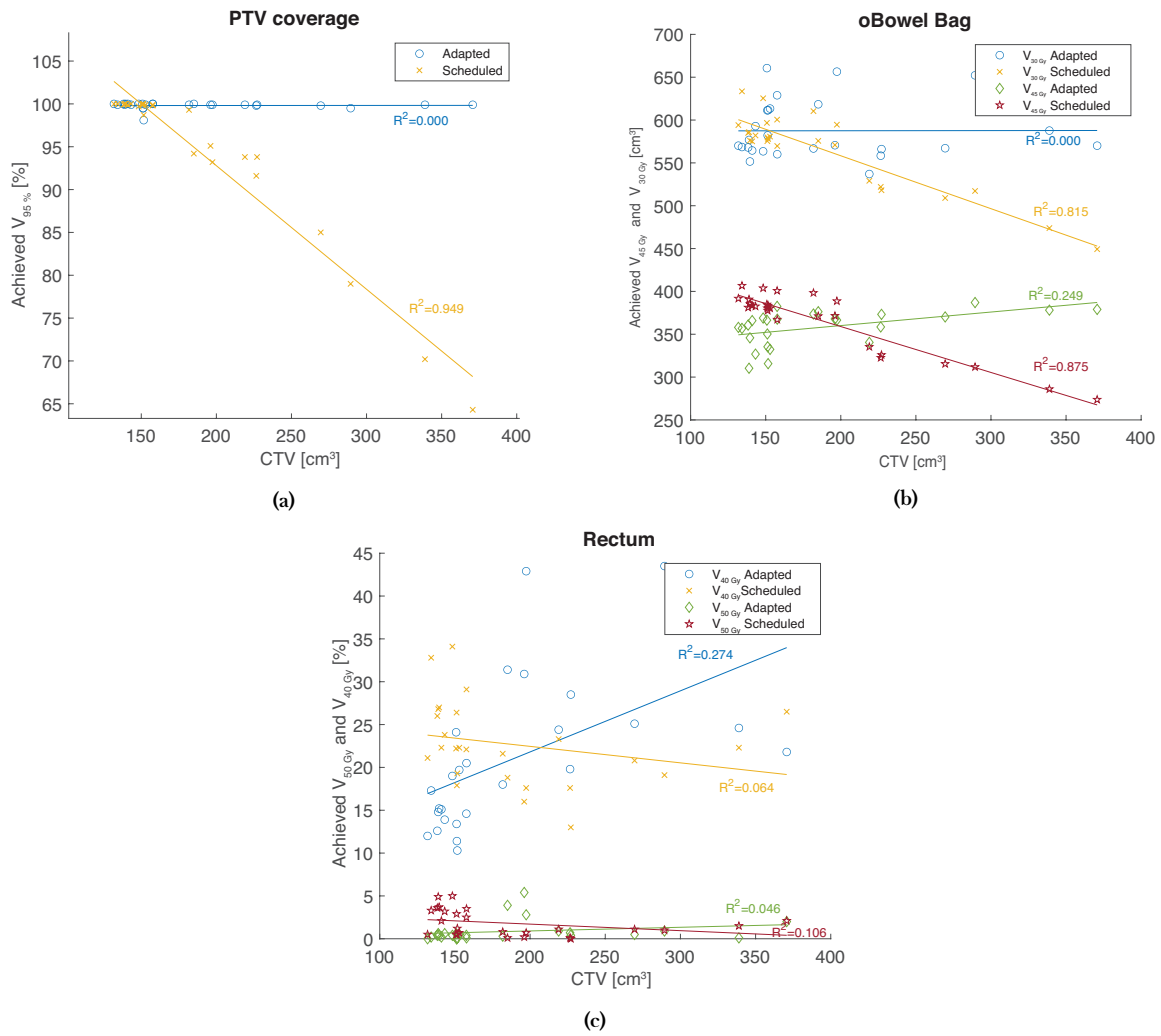 PTV coverage
Adapted
Scheduled
105
100
95
90
85
80
75
70
65
R²=0.000
R²=0.949
Achieved V95 % [%]
150
200
250
300
350
400
CTV [cm³]
(a)
oBowel Bag
V30 Gy Adapted
V30 Gy Scheduled
V45 Gy Adapted
V45 Gy Scheduled
700
650
600
550
500
450
400
350
300
250
R²=0.000
R²=0.815
R²=0.249
R²=0.875
Achieved V45 Gy and V30 Gy [cm³]
100
150
200
250
300
350
400
CTV [cm³]
(b)
Rectum
V40 Gy Adapted
V40 Gy Scheduled
V50 Gy Adapted
V50 Gy Scheduled
45
40
35
30
25
20
15
10
5
0
R²=0.274
R²=0.064
R²=0.046
R²=0.106
Achieved V50 Gy and V40 Gy [%]
100
150
200
250
300
350
400
CTV [cm³]
(c)